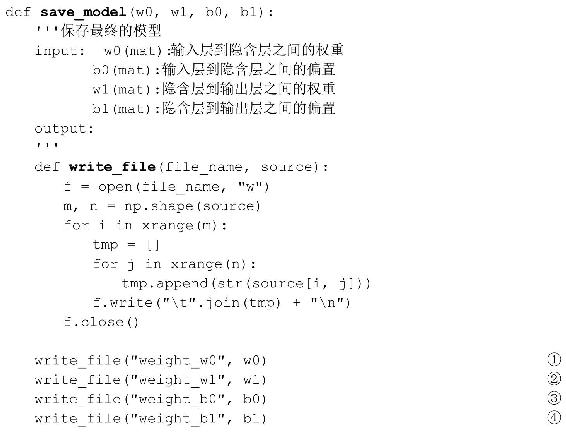 def save_model(w0, w1, b0, b1):
'''保存最终的模型
input: w0(mat):输入层到隐含层之间的权重
b0(mat):输入层到隐含层之间的偏置
w1(mat):隐含层到输出层之间的权重
b1(mat):隐含层到输出层之间的偏置
output:
'''
def write_file(file_name, source):
f = open(file_name, "w")
m, n = np.shape(source)
for i in xrange(m):
tmp = []
for j in xrange(n):
tmp.append(str(source[i, j]))
f.write("\t".join(tmp) + "\n")
f.close()
write_file("weight_w0", w0) ①
write_file("weight_w1", w1) ②
write_file("weight_b0", b0) ③
write_file("weight_b1", b1) ④